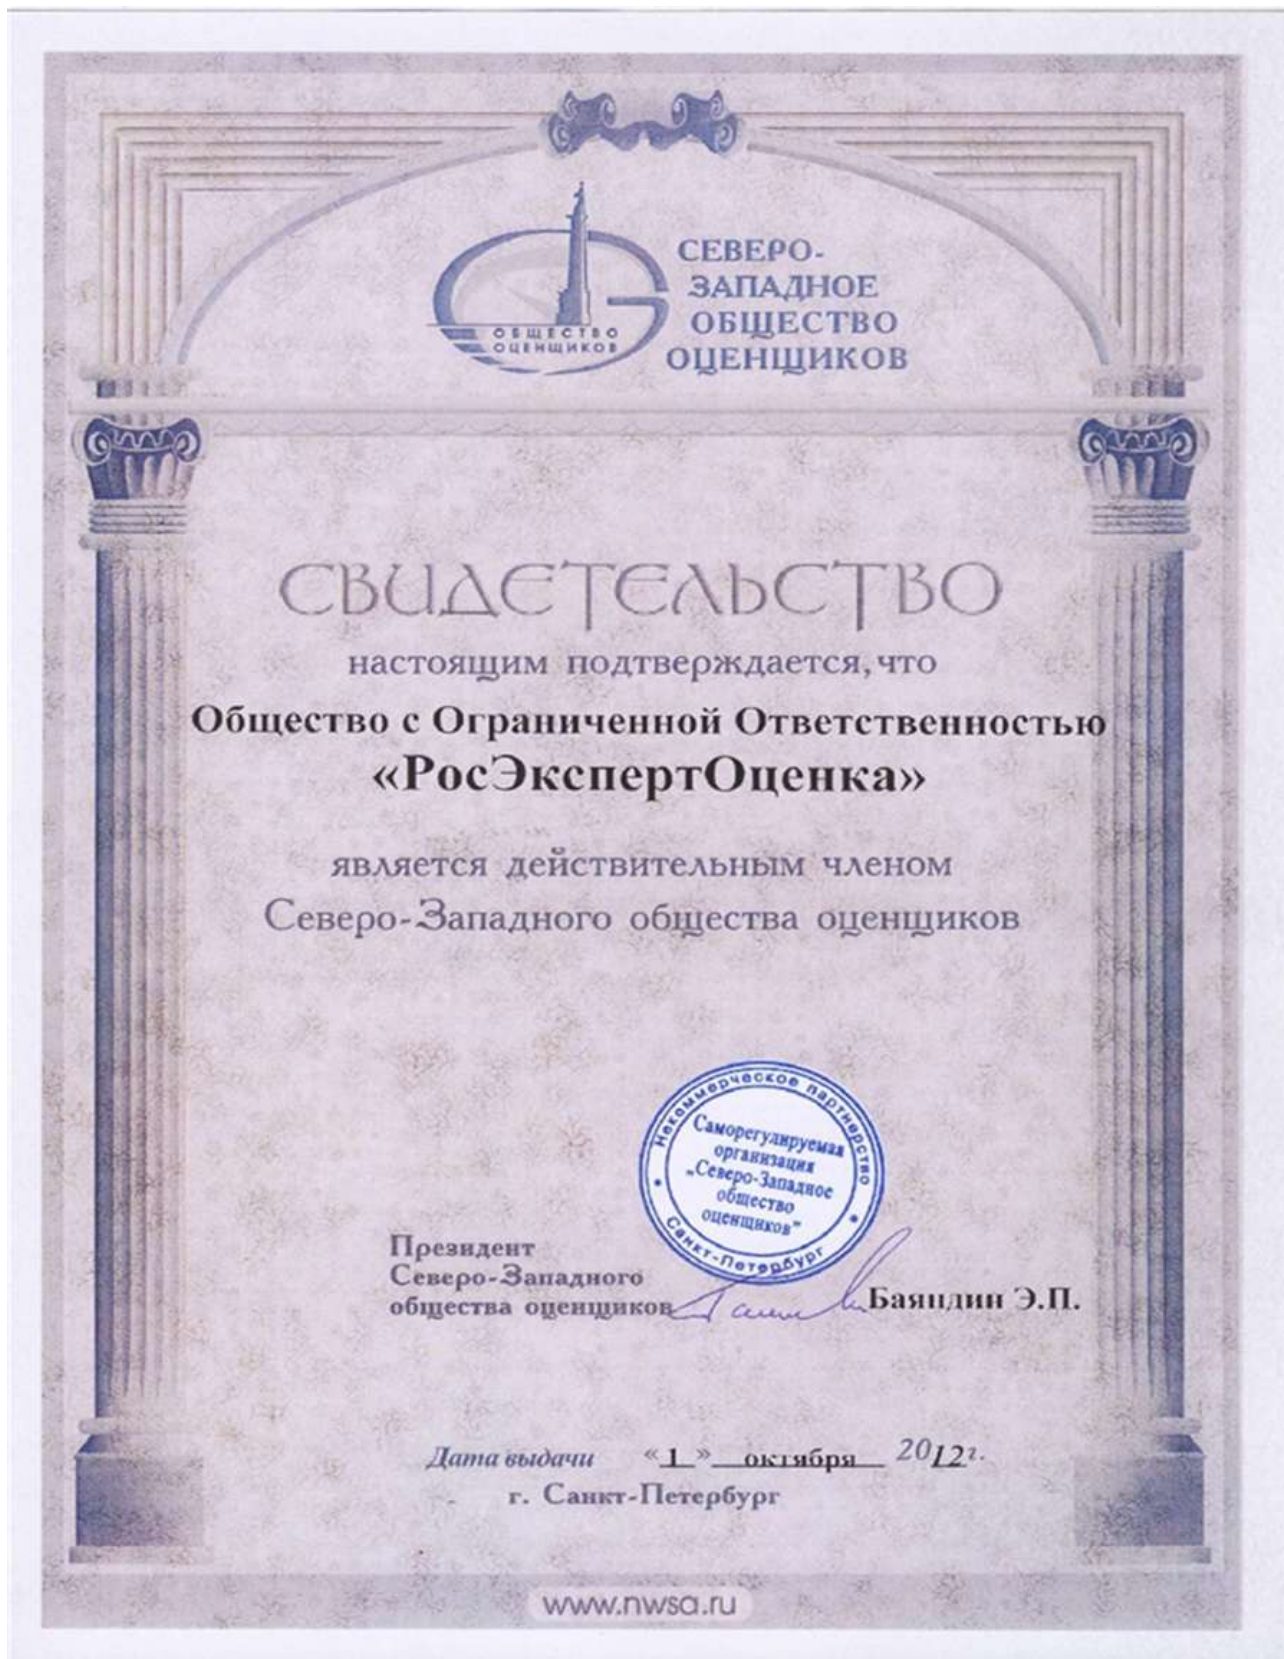 СЕВЕРО-
ЗАПАДНОЕ
ОБЩЕСТВО
ОЦЕНЩИКОВ
ОБЩЕСТВО
ОЦЕНЩИКОВ
СВИДЕТЕЛЬСТВО
настоящим подтверждается, что
Общество с Ограниченной Ответственностью
«РосЭкспертОценка»
является действительным членом
Северо-Западного общества оценщиков
Некоммерческое партнерство
Саморегулируемая
организация
„Северо-Западное
общество
оценщиков"
Санкт-Петербург
Президент
Северо-Западного
общества оценщиков
Баяндин Э.П.
Дата выдачи «1» октября 2012г.
г. Санкт-Петербург
www.nwsa.ru